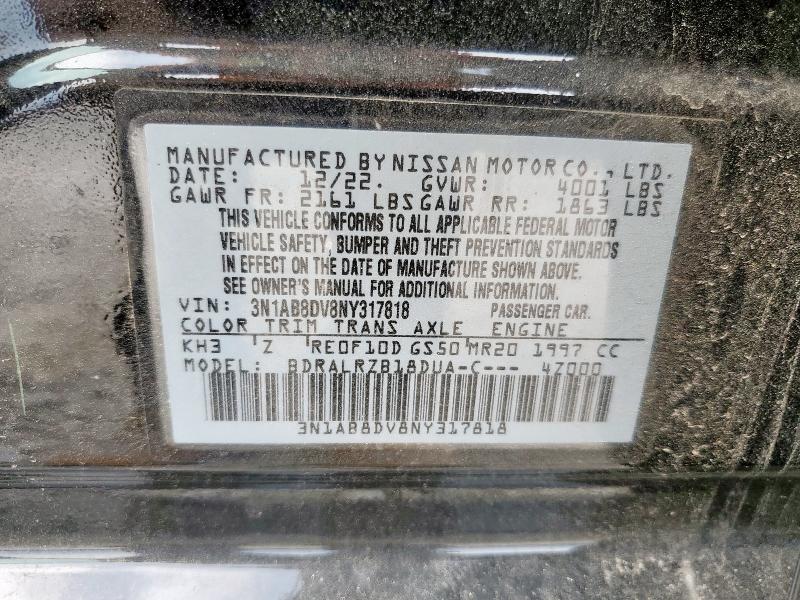 MANUFACTURED BY NISSAN MOTOR CO., LTD.
DATE: 12/22. GVWR: 4001 LBS
GAWR FR: 2161 LBS GAWR RR: 1863 LBS
THIS VEHICLE CONFORMS TO ALL APPLICABLE FEDERAL MOTOR
VEHICLE SAFETY, BUMPER AND THEFT PREVENTION STANDARDS
IN EFFECT ON THE DATE OF MANUFACTURE SHOWN ABOVE.
SEE OWNER'S MANUAL FOR ADDITIONAL INFORMATION.
VIN: 3N1AB8DV8NY317818 PASSENGER CAR.
COLOR TRIM TRANS AXLE ENGINE
KH3 Z RE0F10D GS50 MR20 1997 CC
MODEL: BDRALRZB18DUA-C--- 4Z000
3N1AB8DV8NY317818